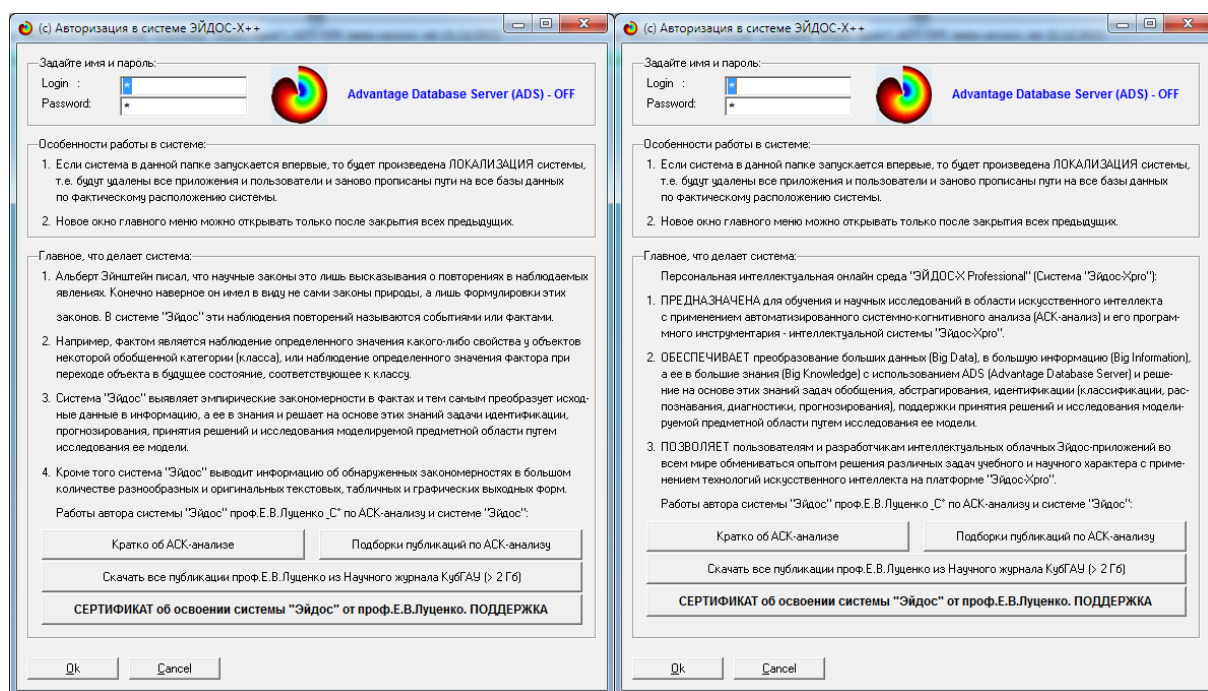 (c) Авторизация в системе ЭЙДОС-X++
Задайте имя и пароль:
Login :
*
Password:
*
Advantage Database Server (ADS) - OFF
Особенности работы в системе:
1. Если система в данной папке запускается впервые, то будет произведена ЛОКАЛИЗАЦИЯ системы,
т.е. будут удалены все приложения и пользователи и заново прописаны пути на все базы данных
по фактическому расположению системы.
2. Новое окно главного меню можно открывать только после закрытия всех предыдущих.
Главное, что делает система:
1. Альберт Эйнштейн писал, что научные законы это лишь высказывания о повторениях в наблюдаемых
явлениях. Конечно наверное он имел в виду не сами законы природы, а лишь формулировки этих
законов. В системе "Эйдос" эти наблюдения повторений называются событиями или фактами.
2. Например, фактом является наблюдение определенного значения какого-либо свойства у объектов
некоторой обобщенной категории (класса), или наблюдение определенного значения фактора при
переходе объекта в будущее состояние, соответствующее к классу.
3. Система "Эйдос" выявляет эмпирические закономерности в фактах и тем самым преобразует исход-
ные данные в информацию, а ее в знания и решает на основе этих знаний задачи идентификации,
прогнозирования, принятия решений и исследования моделируемой предметной области путем
исследования ее модели.
4. Кроме того система "Эйдос" выводит информацию об обнаруженных закономерностях в большом
количестве разнообразных и оригинальных текстовых, табличных и графических выходных форм.
Работы автора системы "Эйдос" проф.Е.В.Луценко _С° по АСК-анализу и системе "Эйдос":
Кратко об АСК-анализе
Подборки публикаций по АСК-анализу
Скачать все публикации проф.Е.В.Луценко из Научного журнала КубГАУ (> 2 Гб)
СЕРТИФИКАТ об освоении системы "Эйдос" от проф.Е.В.Луценко. ПОДДЕРЖКА
Ok
Cancel
(c) Авторизация в системе ЭЙДОС-X++
Задайте имя и пароль:
Login :
*
Password:
*
Advantage Database Server (ADS) - OFF
Особенности работы в системе:
1. Если система в данной папке запускается впервые, то будет произведена ЛОКАЛИЗАЦИЯ системы,
т.е. будут удалены все приложения и пользователи и заново прописаны пути на все базы данных
по фактическому расположению системы.
2. Новое окно главного меню можно открывать только после закрытия всех предыдущих.
Главное, что делает система:
Персональная интеллектуальная онлайн среда "ЭЙДОС-X Professional" (Система "Эйдос-Xpro"):
1. ПРЕДНАЗНАЧЕНА для обучения и научных исследований в области искусственного интеллекта
с применением автоматизированного системно-когнитивного анализа (АСК-анализ) и его програм-
много инструментария - интеллектуальной системы "Эйдос-Xpro".
2. ОБЕСПЕЧИВАЕТ преобразование больших данных (Big Data), в большую информацию (Big Information),
а ее в большие знания (Big Knowledge) с использованием ADS (Advantage Database Server) и реше-
ние на основе этих знаний задач обобщения, абстрагирования, идентификации (классификации, рас-
познавания, диагностики, прогнозирования), поддержки принятия решений и исследования модели-
руемой предметной области путем исследования ее модели.
3. ПОЗВОЛЯЕТ пользователям и разработчикам интеллектуальных облачных Эйдос-приложений во
всем мире обмениваться опытом решения различных задач учебного и научного характера с приме-
нением технологий искусственного интеллекта на платформе "Эйдос-Xpro".
Работы автора системы "Эйдос" проф.Е.В.Луценко _С° по АСК-анализу и системе "Эйдос":
Кратко об АСК-анализе
Подборки публикаций по АСК-анализу
Скачать все публикации проф.Е.В.Луценко из Научного журнала КубГАУ (> 2 Гб)
СЕРТИФИКАТ об освоении системы "Эйдос" от проф.Е.В.Луценко. ПОДДЕРЖКА
Ok
Cancel